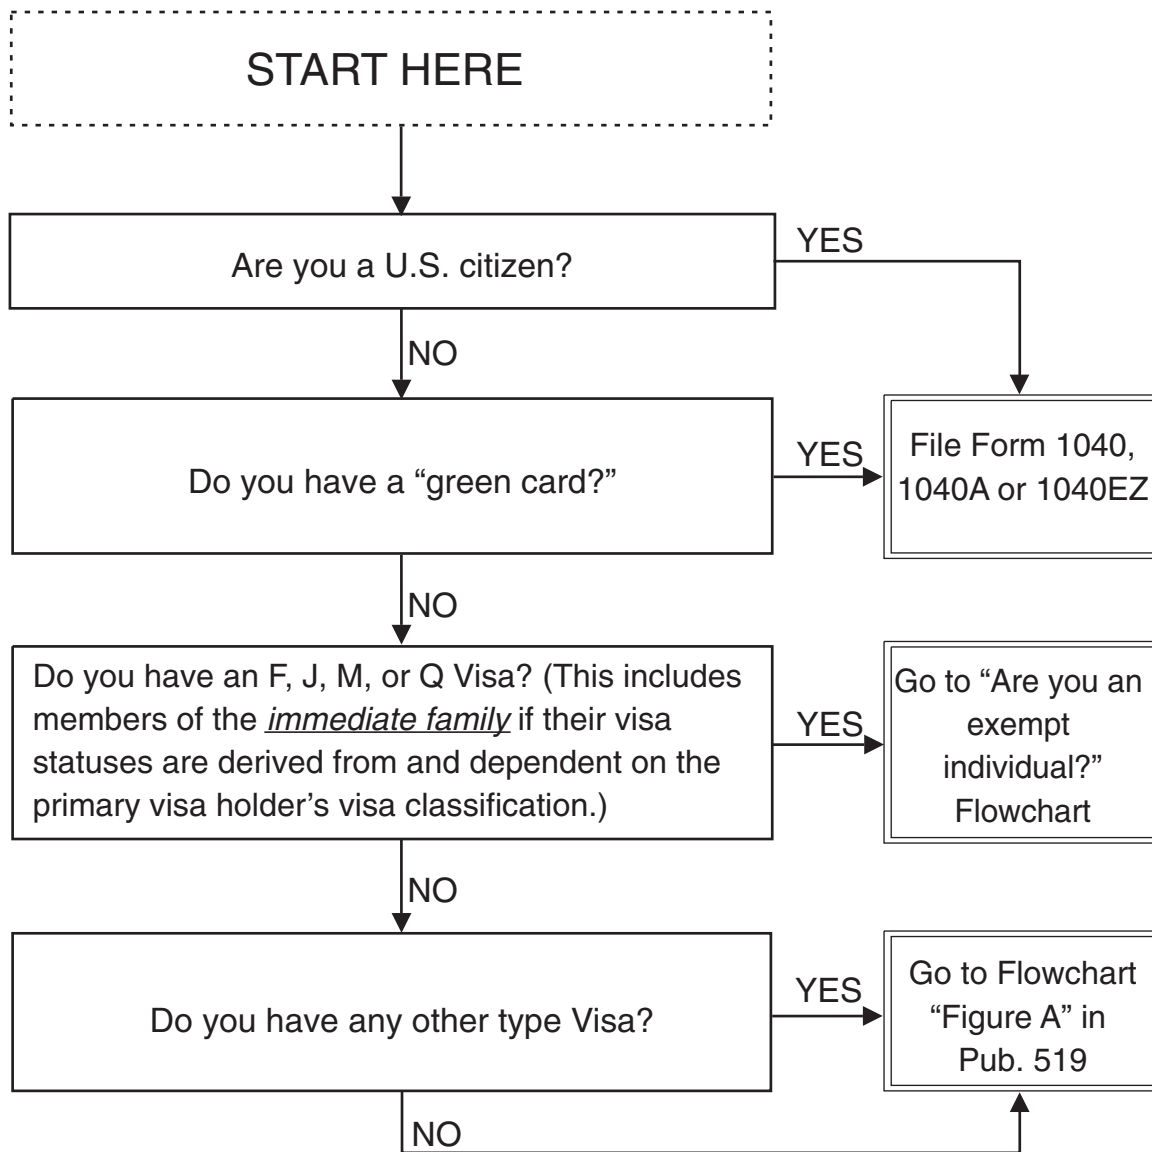 START HERE
Are you a U.S. citizen?
YES
NO
Do you have a “green card?”
YES
File Form 1040,
1040A or 1040EZ
NO
Do you have an F, J, M, or Q Visa? (This includes
members of the immediate family if their visa
statuses are derived from and dependent on the
primary visa holder’s visa classification.)
YES
Go to “Are you an
exempt
individual?”
Flowchart
NO
Do you have any other type Visa?
YES
Go to Flowchart
“Figure A” in
Pub. 519
NO